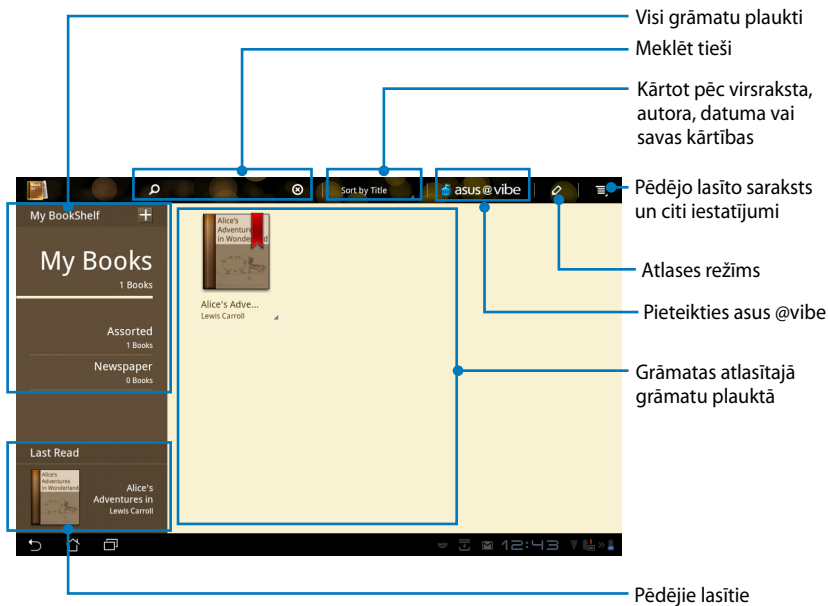 Visi grāmatu plaukti
Meklēt tieši
Kārtot pēc virsraksta,
autora, datuma vai
savas kārtības
Sort by Title
asus@vibe
Pēdējo lasīto saraksts
un citi iestatījumi
My BookShelf
Alice's
Adventures
in Wonderland
My Books
1 Books
Atlases režīms
Alice's Adve...
Lewis Carroll
Pieteikties asus @vibe
Assorted
1 Books
Newspaper
0 Books
Grāmatas atlasītajā
grāmatu plauktā
Last Read
Alice's
Adventures
in Wonderland
Alice's
Adventures in
Lewis Carroll
12:43
Pēdējie lasītie